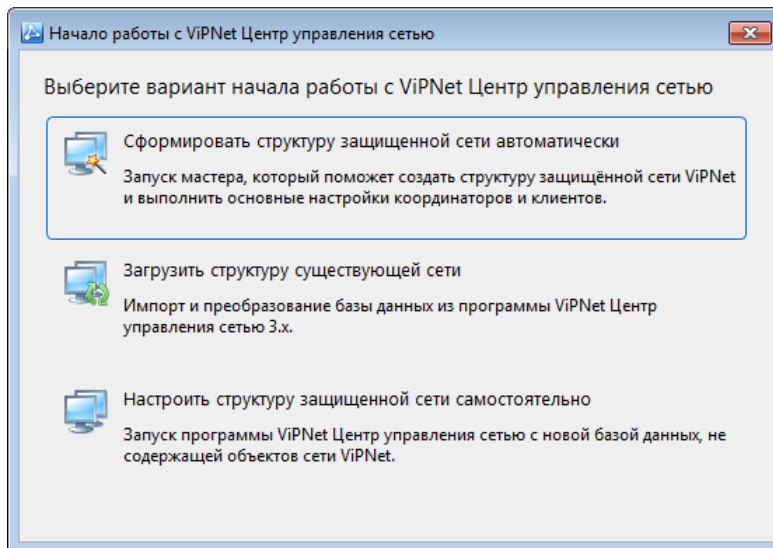 Начало работы с ViPNet Центр управления сетью
Выберите вариант начала работы с ViPNet Центр управления сетью
Сформировать структуру защищенной сети автоматически
Запуск мастера, который поможет создать структуру защищённой сети ViPNet
и выполнить основные настройки координаторов и клиентов.
Загрузить структуру существующей сети
Импорт и преобразование базы данных из программы ViPNet Центр
управления сетью 3.x.
Настроить структуру защищенной сети самостоятельно
Запуск программы ViPNet Центр управления сетью с новой базой данных, не
содержащей объектов сети ViPNet.